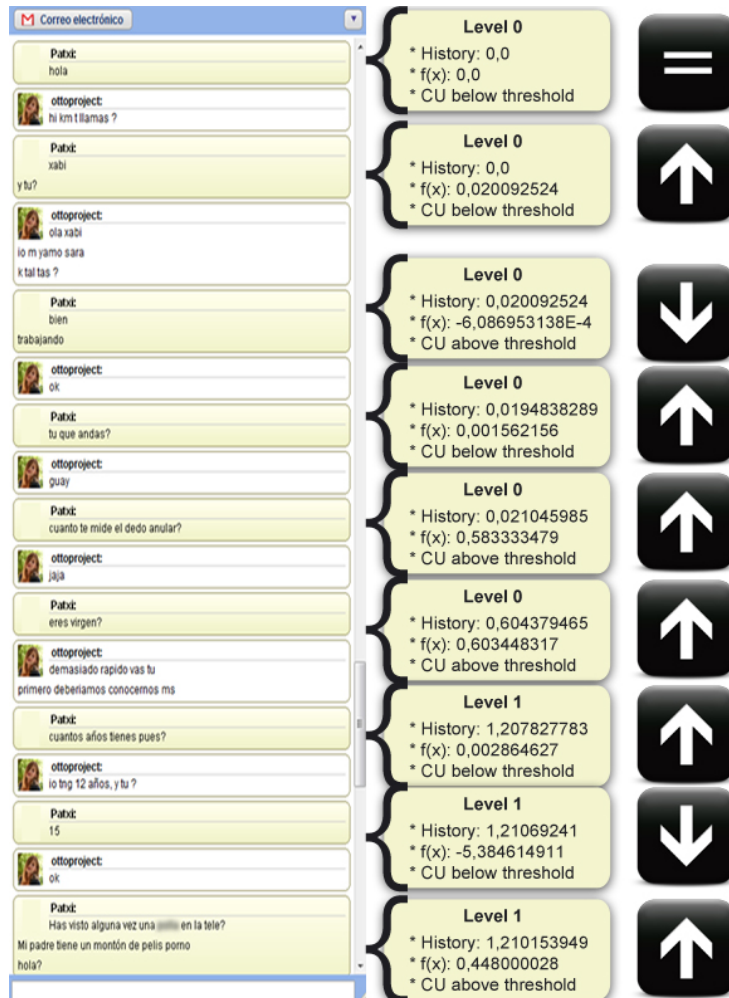 Correo electrónico
Patxi:
hola
ottoproject:
hi km t llamas ?
Patxi:
xabi
y tu?
ottoproject:
ola xabi
io m yamo sara
k tal tas ?
Patxi:
bien
trabajando
ottoproject:
ok
Patxi:
tu que andas?
ottoproject:
guay
Patxi:
cuanto te mide el dedo anular?
ottoproject:
jaja
Patxi:
eres virgen?
ottoproject:
demasiado rapido vas tu
primero deberiamos conocernos ms
Patxi:
cuantos años tienes pues?
ottoproject:
io tng 12 años, y tu ?
Patxi:
15
ottoproject:
ok
Patxi:
Has visto alguna vez una en la tele?
Mi padre tiene un montón de pelis porno
hola?
Level 0
* History: 0,0
* f(x): 0,0
* CU below threshold
Level 0
* History: 0,0
* f(x): 0,020092524
* CU below threshold
Level 0
* History: 0,020092524
* f(x): -6,086953138E-4
* CU above threshold
Level 0
* History: 0,0194838289
* f(x): 0,001562156
* CU below threshold
Level 0
* History: 0,021045985
* f(x): 0,583333479
* CU above threshold
Level 0
* History: 0,604379465
* f(x): 0,603448317
* CU above threshold
Level 1
* History: 1,207827783
* f(x): 0,002864627
* CU below threshold
Level 1
* History: 1,21069241
* f(x): -5,384614911
* CU below threshold
Level 1
* History: 1,210153949
* f(x): 0,448000028
* CU above threshold